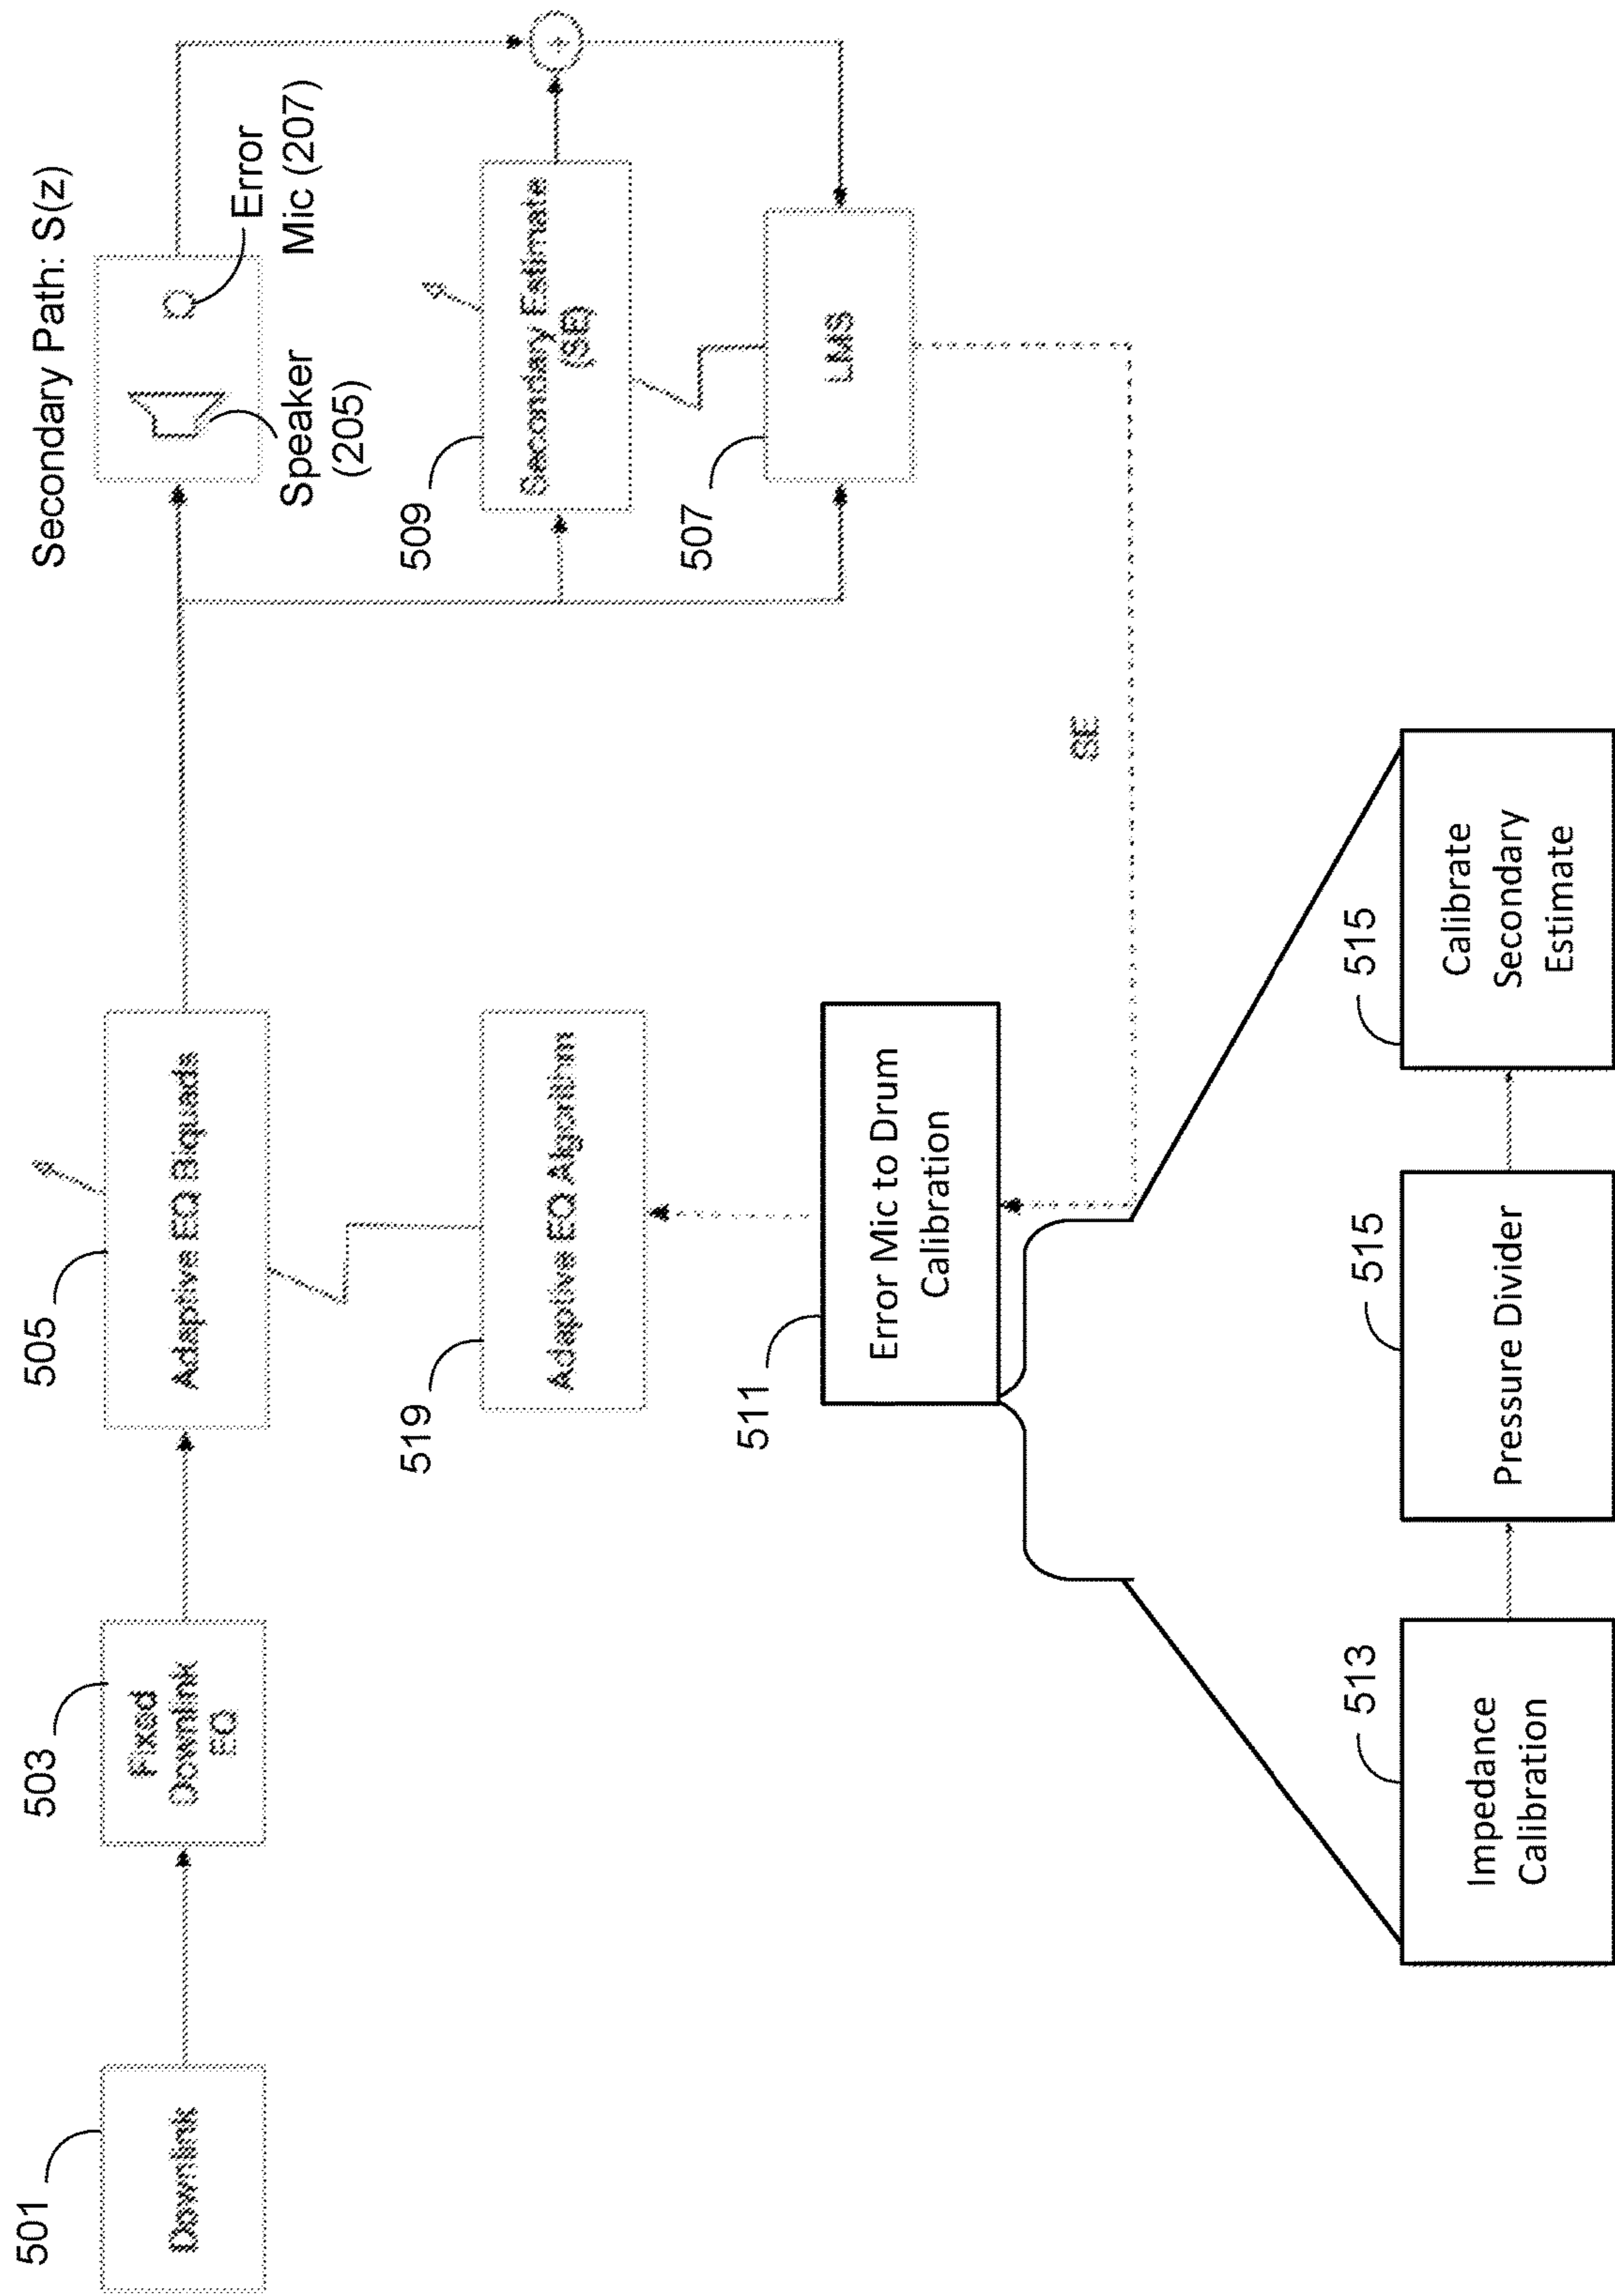 Secondary Path: S(z)
501
Downlink
503
Fixed
Downlink
EQ
505
Adaptive EQ Biquads
Speaker
(205)
Error
Mic (207)
+
519
Adaptive EQ Algorithm
509
Secondary Estimate
(SE)
507
LMS
SE
511
Error Mic to Drum
Calibration
513
Impedance
Calibration
515
Pressure Divider
515
Calibrate
Secondary
Estimate